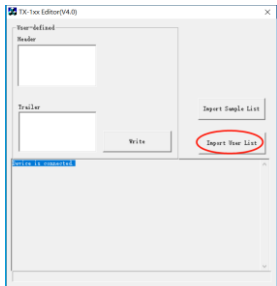 TX-1xx Editor(V4.0)
User-defined
Header
Trailer
Import Sample List
Write
Import User List
Device is connected